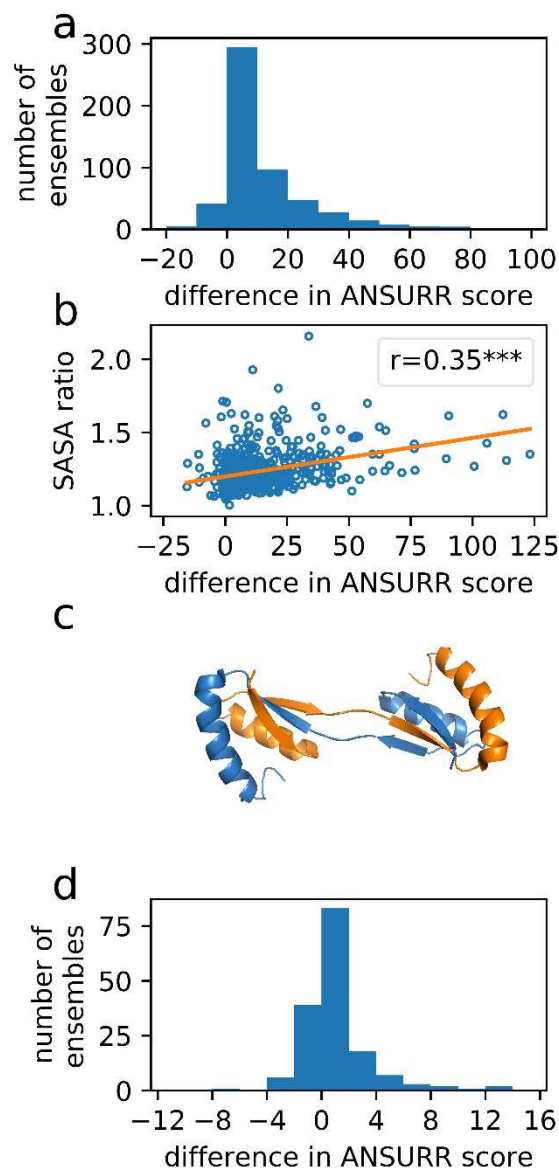 a
number of
ensembles
300
200
100
0
−20 0 20 40 60 80 100
difference in ANSURR score
b
SASA ratio
2.0
1.5
1.0
r=0.35***
−25 0 25 50 75 100 125
difference in ANSURR score
c
d
number of
ensembles
75
50
25
0
−12 −8 −4 0 4 8 12 16
difference in ANSURR score